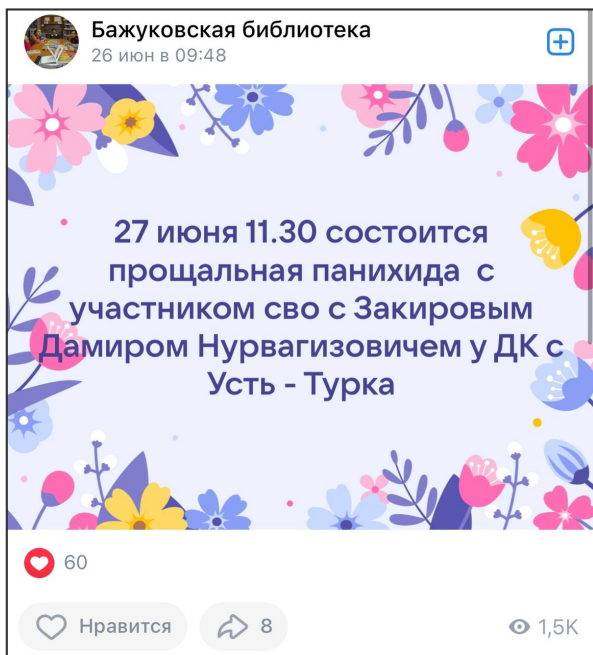 Бажуковская библиотека
26 июн в 09:48
27 июня 11.30 состоится
прощальная панихида с
участником сво с Закировым
Дамиром Нурвагизовичем у ДК с
Усть - Турка
60
Нравится 8 1,5K